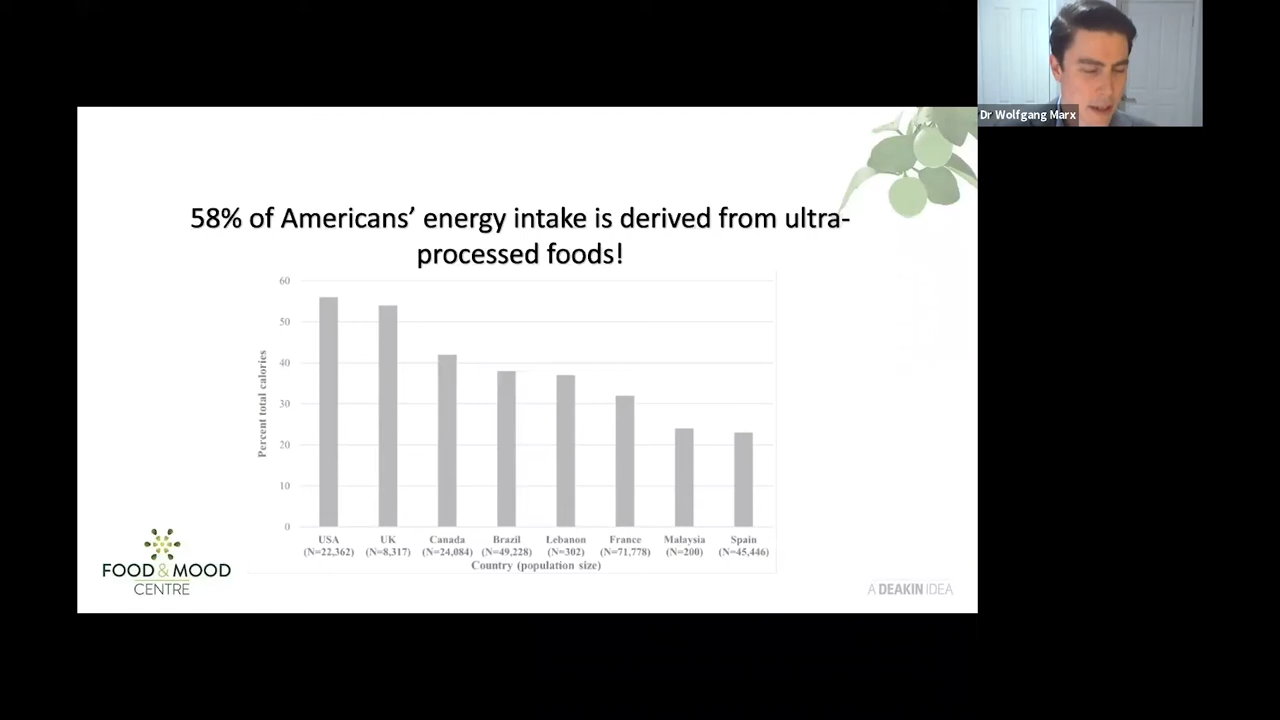 Dr Wolfgang Marx
58% of Americans’ energy intake is derived from ultra-
processed foods!
60
50
40
30
20
10
0
Percent total calories
USA UK Canada Brazil Lebanon France Malaysia Spain
(N=22,362) (N=8,317) (N=24,084) (N=49,228) (N=302) (N=71,778) (N=200) (N=45,446)
Country (population size)
FOOD & MOOD
CENTRE
A DEAKIN IDEA